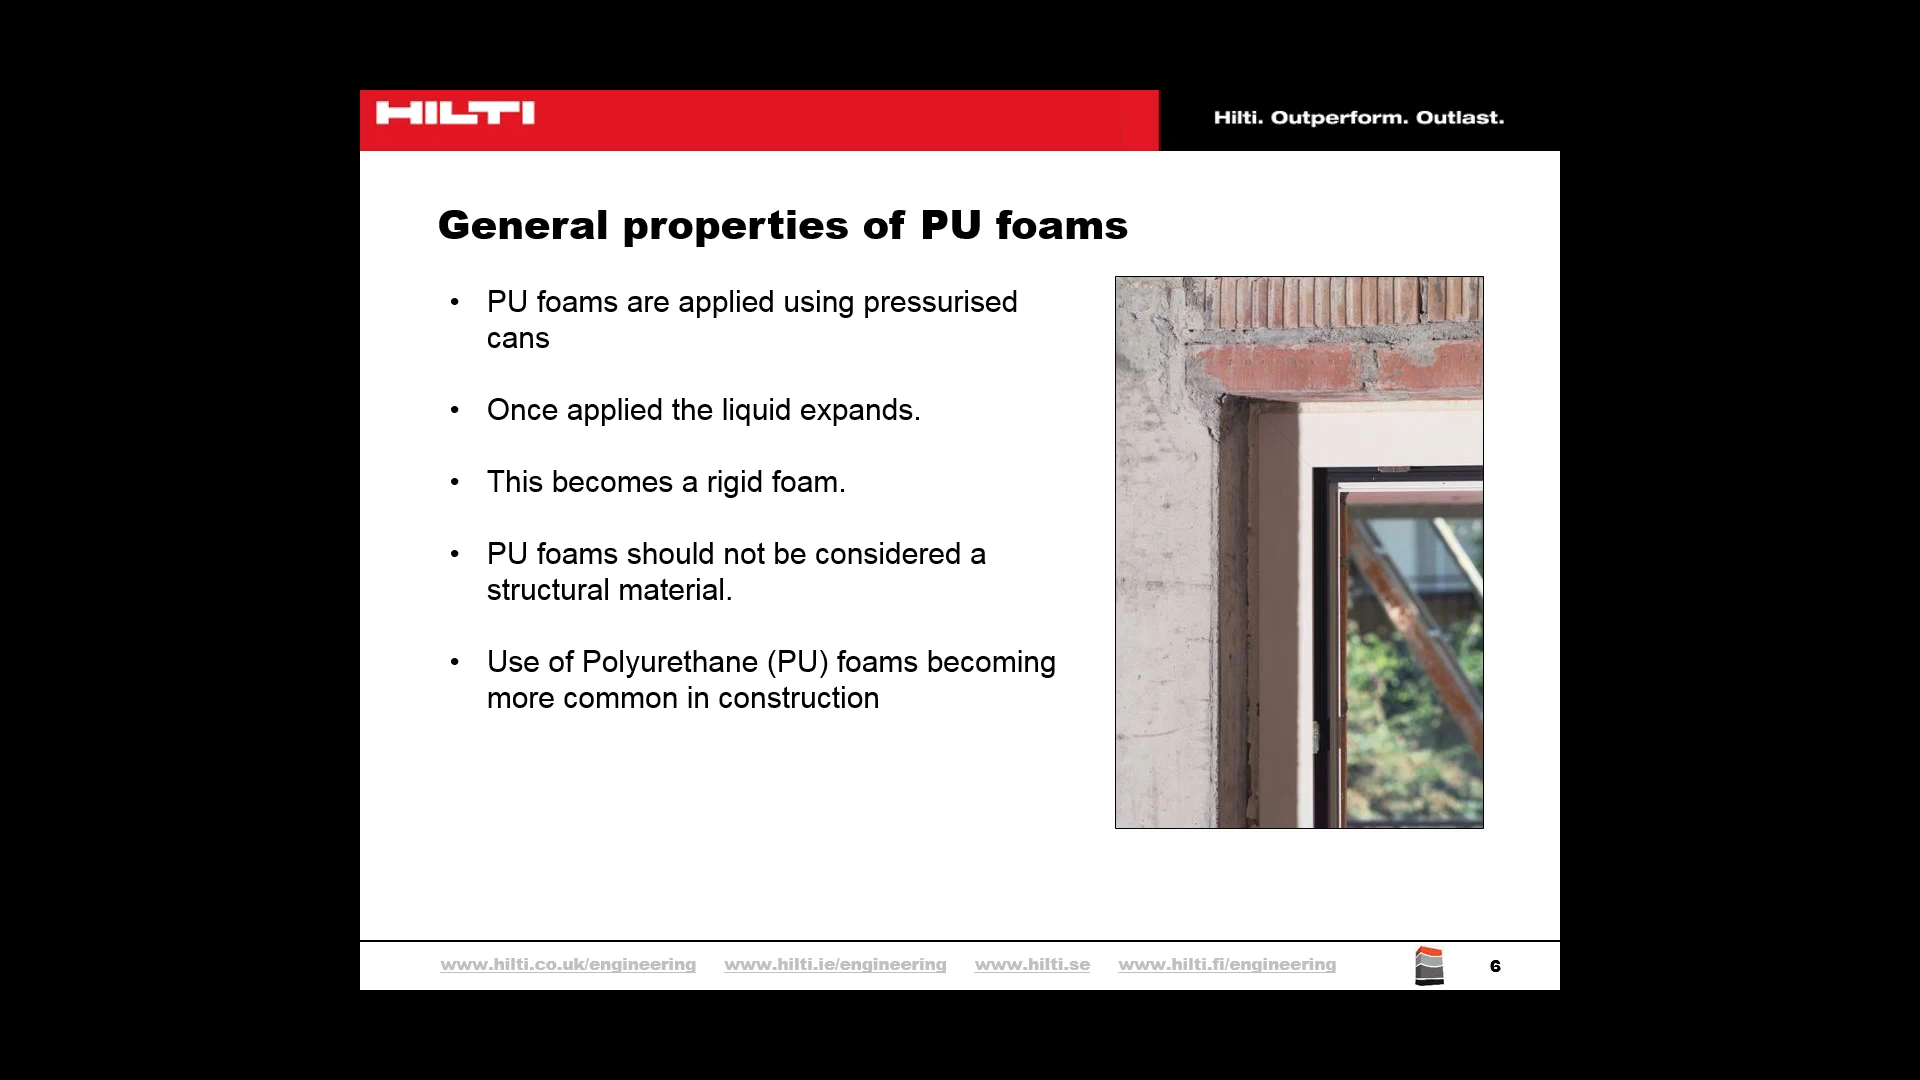 HILTI
Hilti. Outperform. Outlast.
General properties of PU foams
• PU foams are applied using pressurised
cans
• Once applied the liquid expands.
• This becomes a rigid foam.
• PU foams should not be considered a
structural material.
• Use of Polyurethane (PU) foams becoming
more common in construction
www.hilti.co.uk/engineering www.hilti.ie/engineering www.hilti.se www.hilti.fi/engineering 6